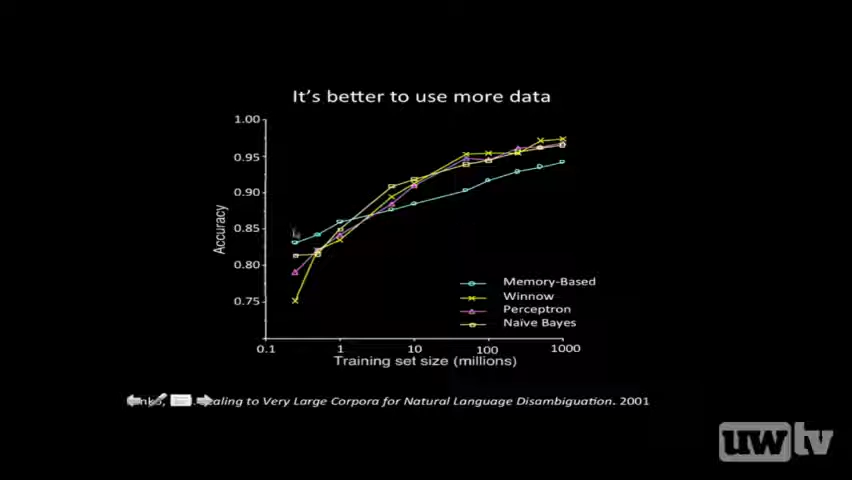 It's better to use more data
1.00
0.95
0.90
0.85
0.80
0.75
Accuracy
Memory-Based
Winnow
Perceptron
Naïve Bayes
0.1 1 10 100 1000
Training set size (millions)
to Very Large Corpora for Natural Language Disambiguation. 2001
uwtv